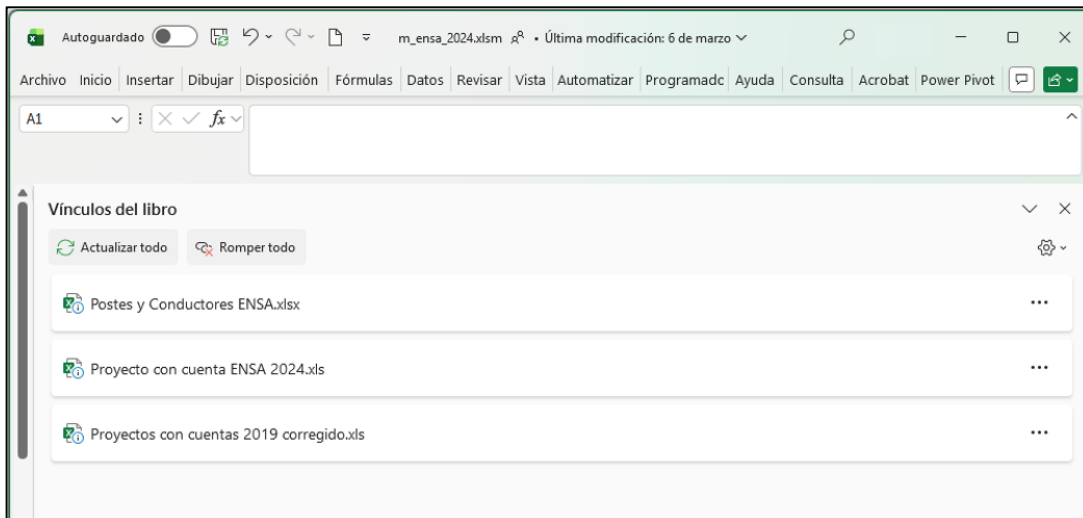 Autoguardado m_ensa_2024.xlsm • Última modificación: 6 de marzo
Archivo Inicio Insertar Dibujar Disposición Fórmulas Datos Revisar Vista Automatizar Programadc Ayuda Consulta Acrobat Power Pivot
A1 fx
Vínculos del libro
Actualizar todo Romper todo
Postes y Conductores ENSA.xlsx
Proyecto con cuenta ENSA 2024.xls
Proyectos con cuentas 2019 corregido.xls